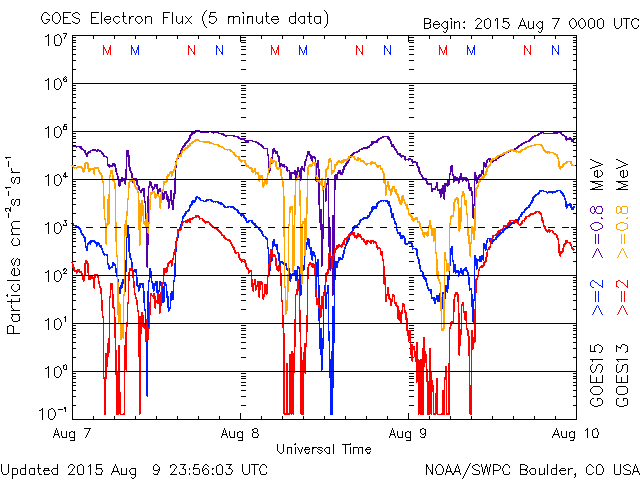 GOES Electron Flux (5 minute data)
Begin: 2015 Aug 7 0000 UTC
M M N N M M N N M M N N
10⁷
10⁶
10⁵
10⁴
10³
10²
10¹
10⁰
10⁻¹
Particles cm⁻²s⁻¹sr⁻¹
GOES15 >=2 >=0.8 MeV
GOES13 >=2 >=0.8 MeV
Aug 7 Aug 8 Aug 9 Aug 10
Universal Time
Updated 2015 Aug 9 23:56:03 UTC
NOAA/SWPC Boulder, CO USA